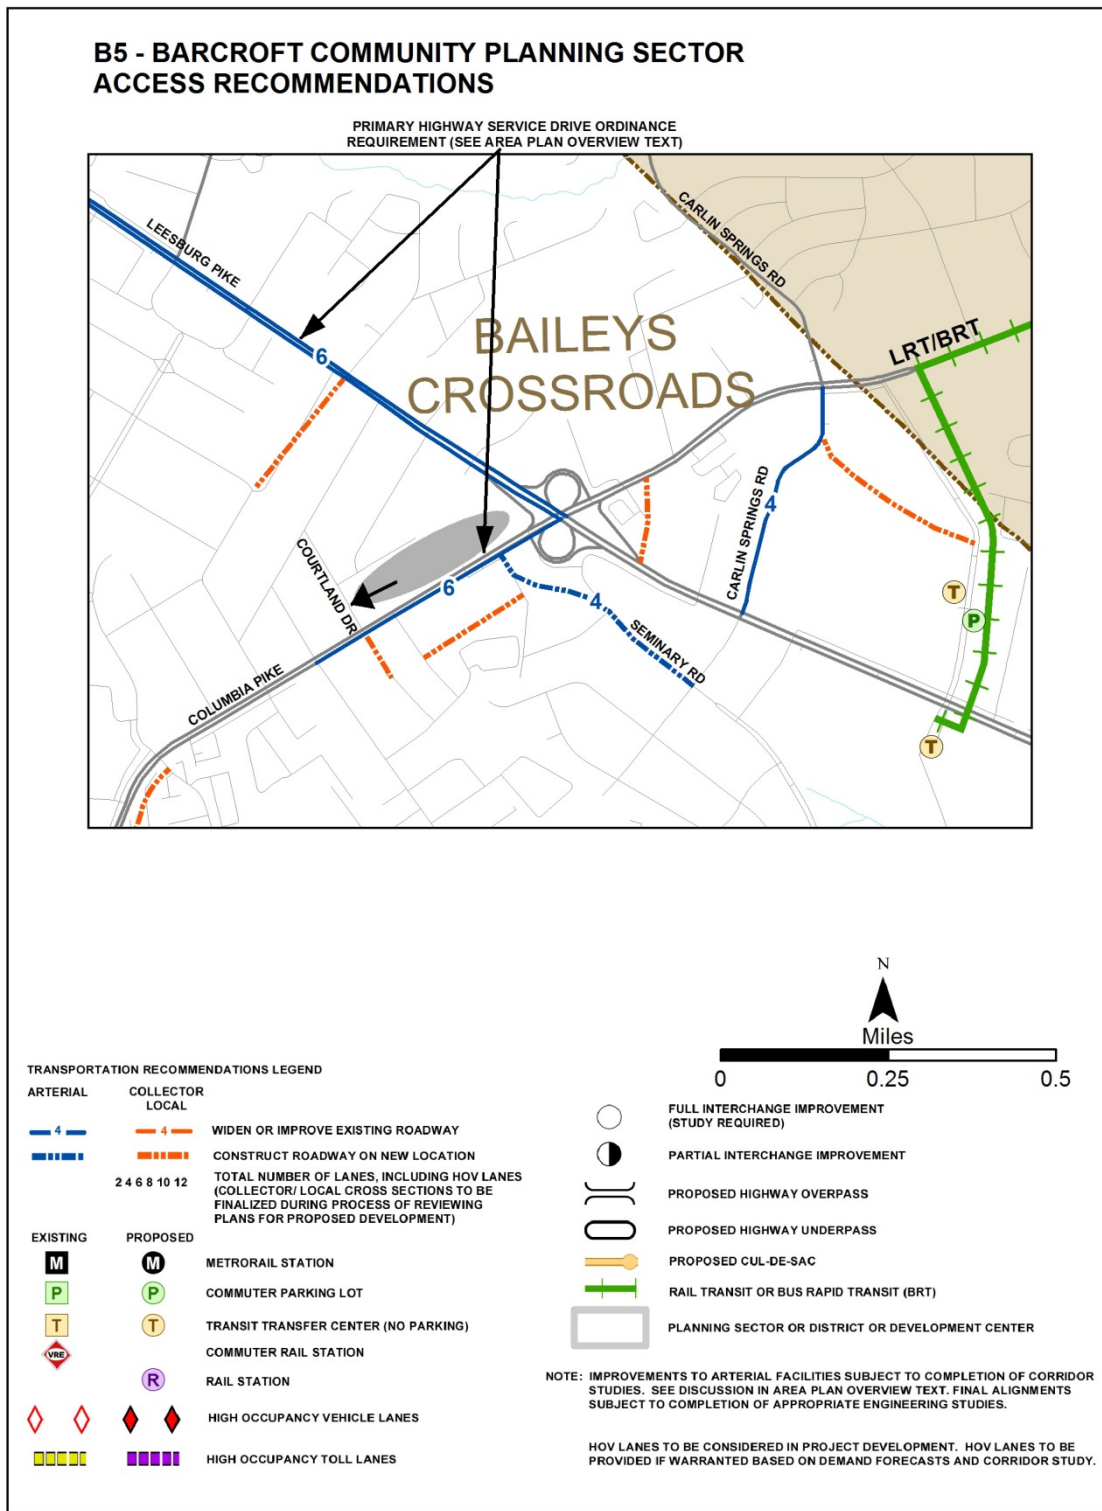 B5 - BARCROFT COMMUNITY PLANNING SECTOR
ACCESS RECOMMENDATIONS
PRIMARY HIGHWAY SERVICE DRIVE ORDINANCE
REQUIREMENT (SEE AREA PLAN OVERVIEW TEXT)
LEESBURG PIKE
CARLIN SPRINGS RD
BAILEYS
CROSSROADS
LRT/BRT
6
CARLIN SPRINGS RD
4
COURTLAND DR
6
4
SEMINARY RD
COLUMBIA PIKE
T
P
T
N
Miles
0 0.25 0.5
TRANSPORTATION RECOMMENDATIONS LEGEND
ARTERIAL
COLLECTOR
LOCAL
4 4 WIDEN OR IMPROVE EXISTING ROADWAY
CONSTRUCT ROADWAY ON NEW LOCATION
2 4 6 8 10 12 TOTAL NUMBER OF LANES, INCLUDING HOV LANES
(COLLECTOR/ LOCAL CROSS SECTIONS TO BE
FINALIZED DURING PROCESS OF REVIEWING
PLANS FOR PROPOSED DEVELOPMENT)
EXISTING PROPOSED
M M METRORAIL STATION
P P COMMUTER PARKING LOT
T T TRANSIT TRANSFER CENTER (NO PARKING)
VRE COMMUTER RAIL STATION
R RAIL STATION
HIGH OCCUPANCY VEHICLE LANES
HIGH OCCUPANCY TOLL LANES
FULL INTERCHANGE IMPROVEMENT
(STUDY REQUIRED)
PARTIAL INTERCHANGE IMPROVEMENT
PROPOSED HIGHWAY OVERPASS
PROPOSED HIGHWAY UNDERPASS
PROPOSED CUL-DE-SAC
RAIL TRANSIT OR BUS RAPID TRANSIT (BRT)
PLANNING SECTOR OR DISTRICT OR DEVELOPMENT CENTER
NOTE: IMPROVEMENTS TO ARTERIAL FACILITIES SUBJECT TO COMPLETION OF CORRIDOR
STUDIES. SEE DISCUSSION IN AREA PLAN OVERVIEW TEXT. FINAL ALIGNMENTS
SUBJECT TO COMPLETION OF APPROPRIATE ENGINEERING STUDIES.
HOV LANES TO BE CONSIDERED IN PROJECT DEVELOPMENT. HOV LANES TO BE
PROVIDED IF WARRANTED BASED ON DEMAND FORECASTS AND CORRIDOR STUDY.